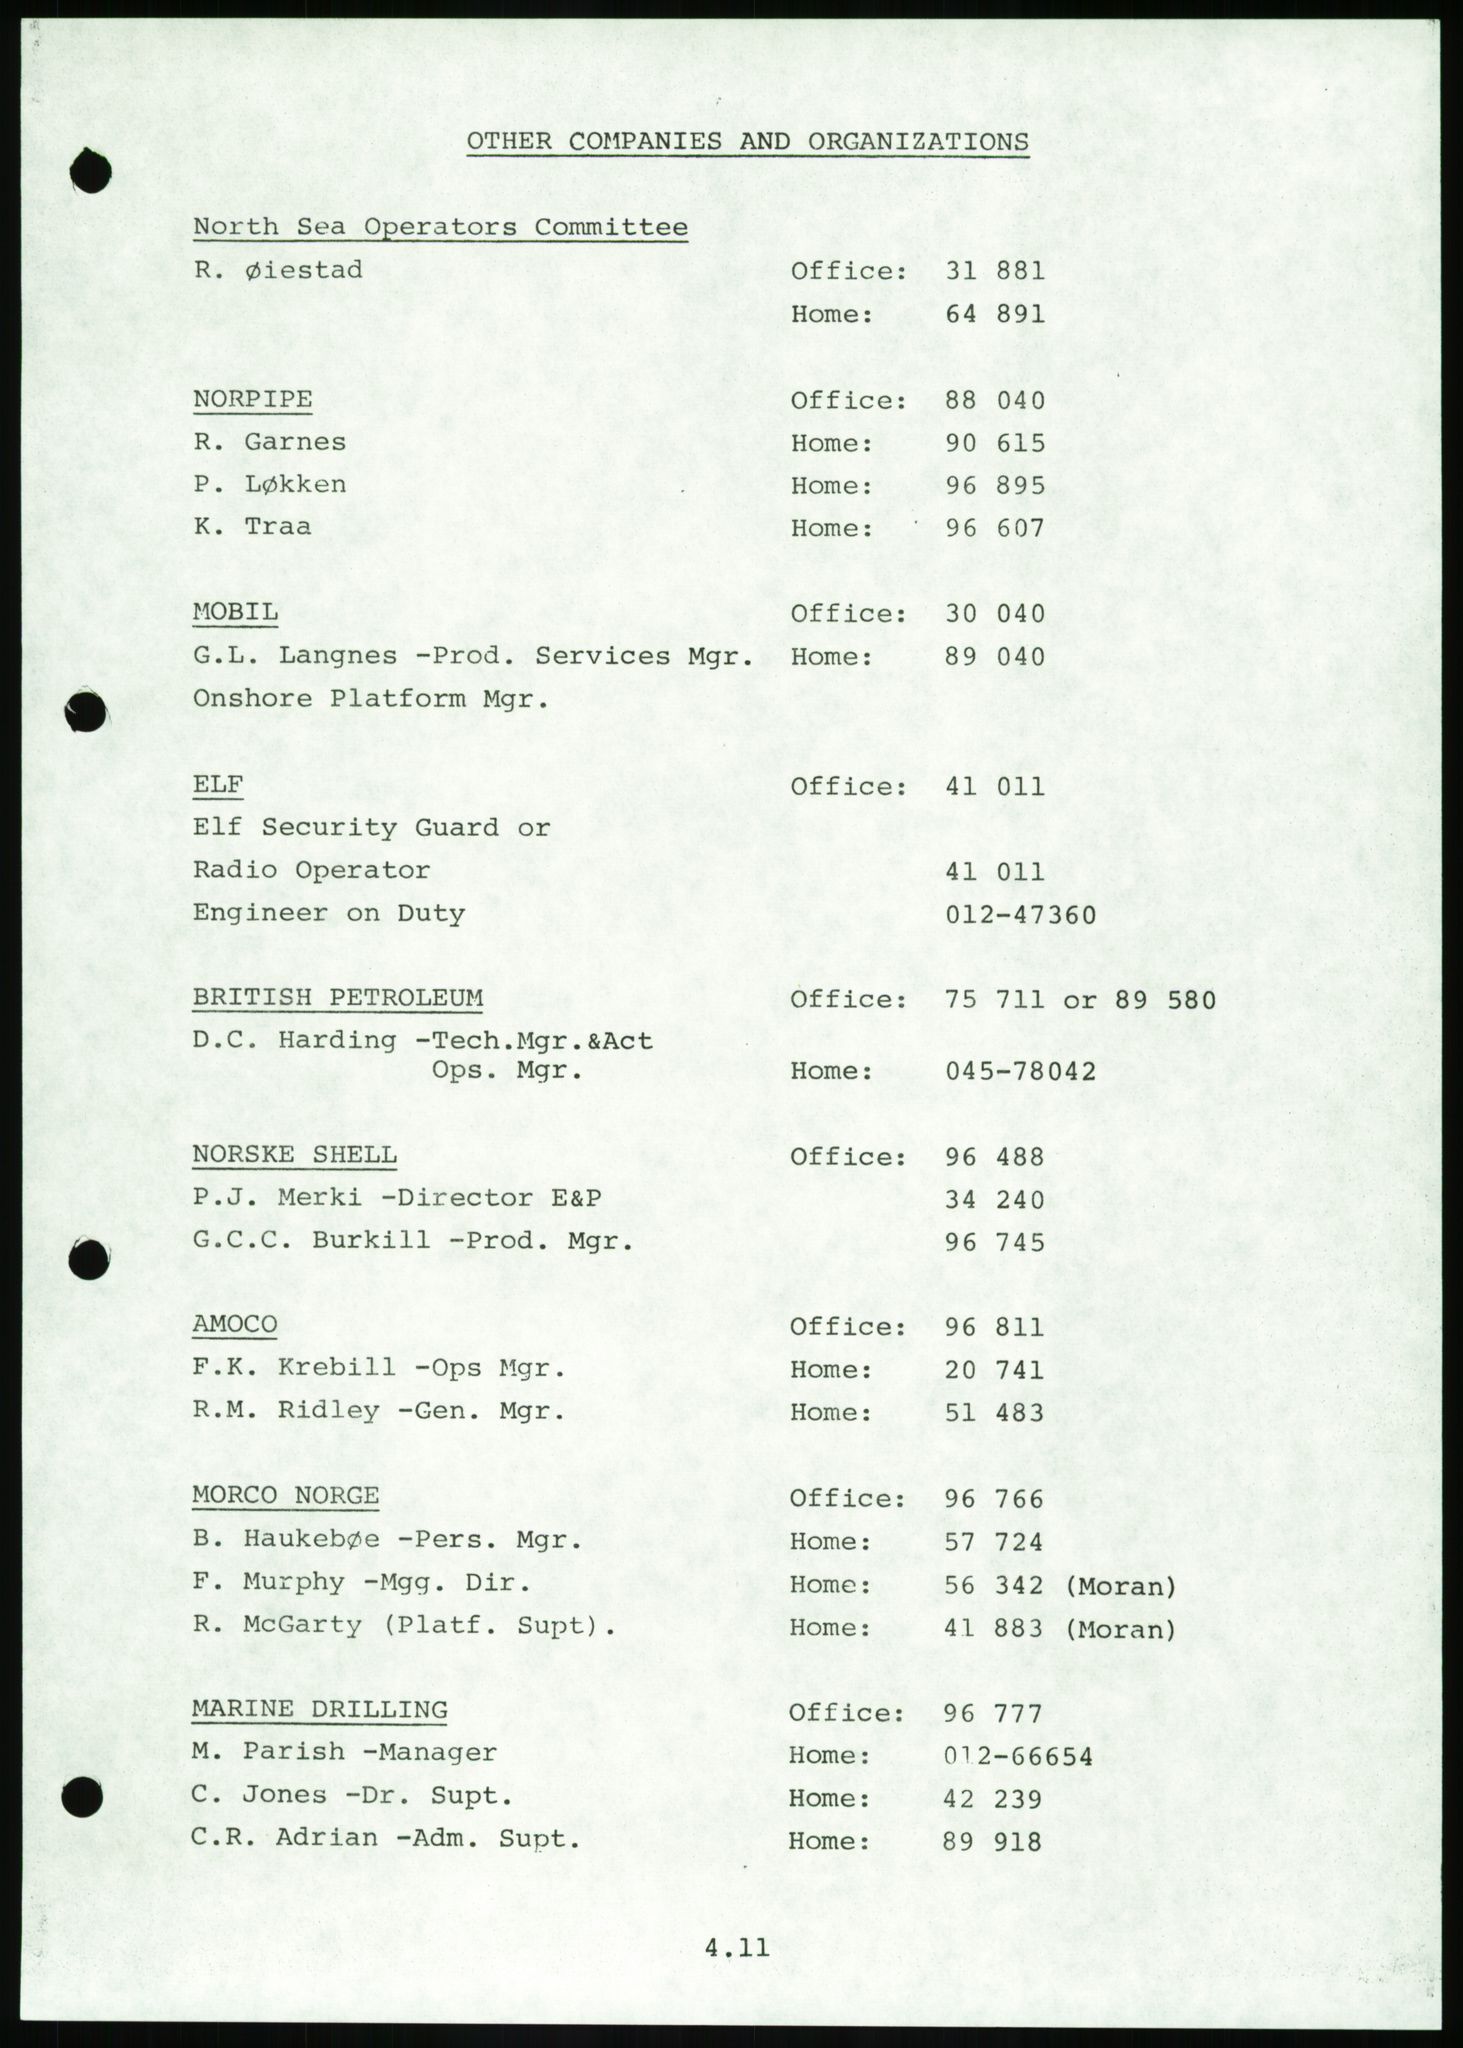 OTHER COMPANIES AND ORGANIZATIONS
North Sea Operators Committee
R. Øiestad Office: 31 881
Home: 64 891
NORPIPE Office: 88 040
R. Garnes Home: 90 615
P. Løkken Home: 96 895
K. Traa Home: 96 607
MOBIL Office: 30 040
G.L. Langnes -Prod. Services Mgr. Home: 89 040
Onshore Platform Mgr.
ELF Office: 41 011
Elf Security Guard or
Radio Operator 41 011
Engineer on Duty 012-47360
BRITISH PETROLEUM Office: 75 711 or 89 580
D.C. Harding -Tech.Mgr.&Act
Ops. Mgr. Home: 045-78042
NORSKE SHELL Office: 96 488
P.J. Merki -Director E&P 34 240
G.C.C. Burkill -Prod. Mgr. 96 745
AMOCO Office: 96 811
F.K. Krebill -Ops Mgr. Home: 20 741
R.M. Ridley -Gen. Mgr. Home: 51 483
MORCO NORGE Office: 96 766
B. Haukebøe -Pers. Mgr. Home: 57 724
F. Murphy -Mgg. Dir. Home: 56 342 (Moran)
R. McGarty (Platf. Supt). Home: 41 883 (Moran)
MARINE DRILLING Office: 96 777
M. Parish -Manager Home: 012-66654
C. Jones -Dr. Supt. Home: 42 239
C.R. Adrian -Adm. Supt. Home: 89 918
4.11